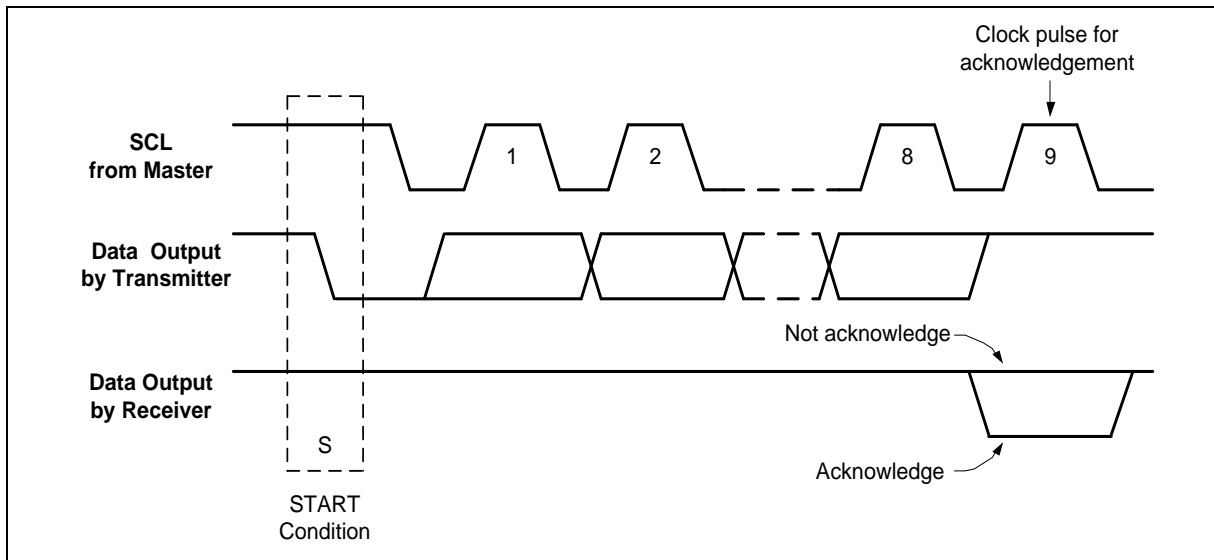 Clock pulse for
acknowledgement
SCL
from Master
1
2
8
9
Data Output
by Transmitter
Not acknowledge
Data Output
by Receiver
S
Acknowledge
START
Condition